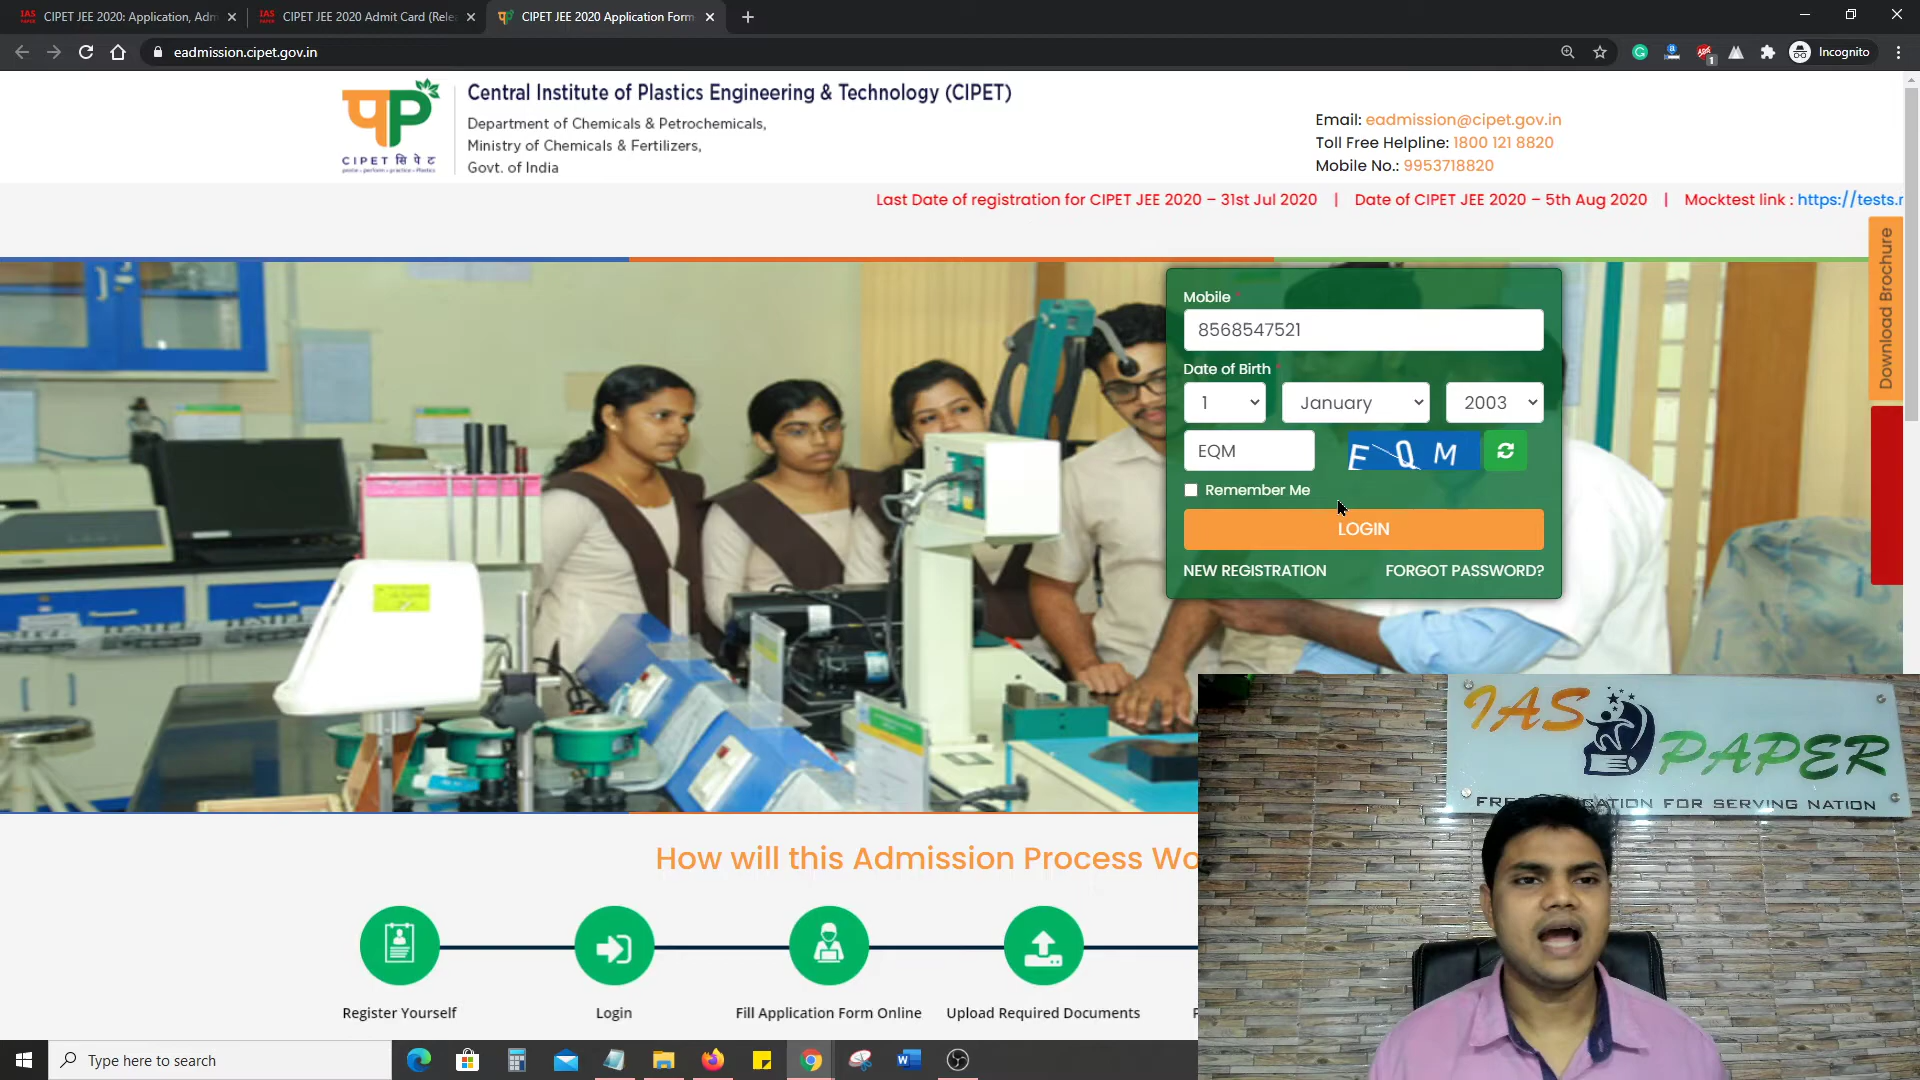 CIPET JEE 2020: Application, Adm
CIPET JEE 2020 Admit Card (Relea
CIPET JEE 2020 Application Form
eadmission.cipet.gov.in
Incognito
CIPET सिपेट
Central Institute of Plastics Engineering & Technology (CIPET)
Department of Chemicals & Petrochemicals,
Ministry of Chemicals & Fertilizers,
Govt. of India
Email: eadmission@cipet.gov.in
Toll Free Helpline: 1800 121 8820
Mobile No.: 9953718820
Last Date of registration for CIPET JEE 2020 – 31st Jul 2020 | Date of CIPET JEE 2020 – 5th Aug 2020 | Mocktest link : https://tests.
Download Brochure
Mobile *
8568547521
Date of Birth *
1 January 2003
EQM
E Q M
Remember Me
LOGIN
NEW REGISTRATION FORGOT PASSWORD?
How will this Admission Process Wo
Register Yourself
Login
Fill Application Form Online
Upload Required Documents
IAS PAPER
FREE EDUCATION FOR SERVING NATION
Type here to search